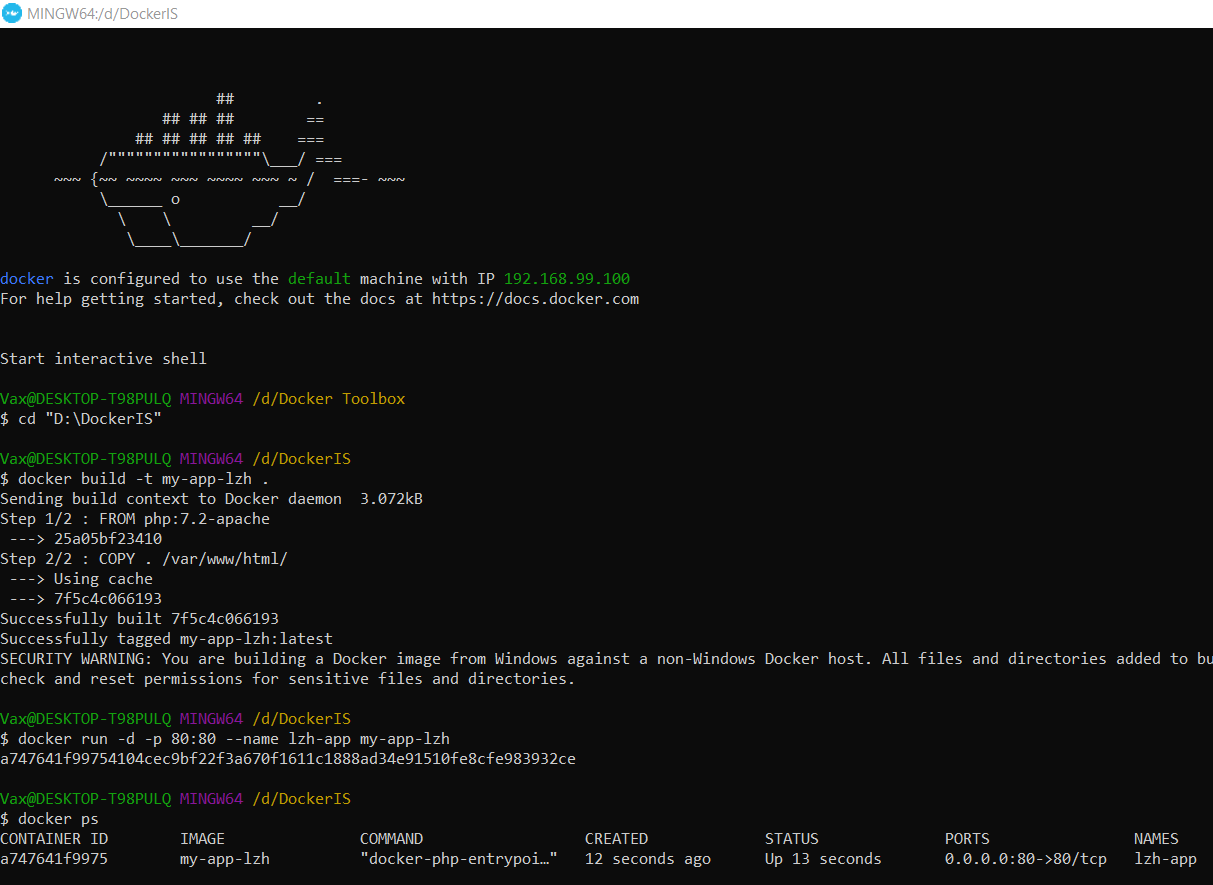 MINGW64:/d/DockerIS
                        ##         .
                  ## ## ##        ==
               ## ## ## ## ##    ===
           /"""""""""""""""""\___/ ===
      ~~~ {~~ ~~~~ ~~~ ~~~~ ~~~ ~ /  ===- ~~~
           \______ o           __/
             \    \         __/
              \____\_______/
docker is configured to use the default machine with IP 192.168.99.100
For help getting started, check out the docs at https://docs.docker.com
Start interactive shell
Vax@DESKTOP-T98PULQ MINGW64 /d/Docker Toolbox
$ cd "D:\DockerIS"
Vax@DESKTOP-T98PULQ MINGW64 /d/DockerIS
$ docker build -t my-app-lzh .
Sending build context to Docker daemon  3.072kB
Step 1/2 : FROM php:7.2-apache
 ---> 25a05bf23410
Step 2/2 : COPY . /var/www/html/
 ---> Using cache
 ---> 7f5c4c066193
Successfully built 7f5c4c066193
Successfully tagged my-app-lzh:latest
SECURITY WARNING: You are building a Docker image from Windows against a non-Windows Docker host. All files and directories added to bu
check and reset permissions for sensitive files and directories.
Vax@DESKTOP-T98PULQ MINGW64 /d/DockerIS
$ docker run -d -p 80:80 --name lzh-app my-app-lzh
a747641f99754104cec9bf22f3a670f1611c1888ad34e91510fe8cfe983932ce
Vax@DESKTOP-T98PULQ MINGW64 /d/DockerIS
$ docker ps
CONTAINER ID        IMAGE               COMMAND                  CREATED             STATUS              PORTS                NAMES
a747641f9975        my-app-lzh          "docker-php-entrypoi…"   12 seconds ago      Up 13 seconds       0.0.0.0:80->80/tcp   lzh-app